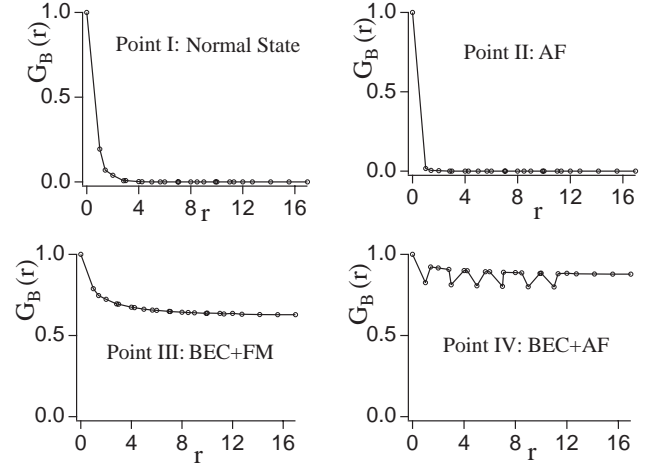 1.0
G_B (r)
0.5
0.0
Point I: Normal State
0 4 8 12 16
r
1.0
G_B (r)
0.5
0.0
Point II: AF
0 4 8 12 16
r
1.0
G_B (r)
0.5
0.0
Point III: BEC+FM
0 4 8 12 16
r
1.0
G_B (r)
0.5
0.0
Point IV: BEC+AF
0 4 8 12 16
r